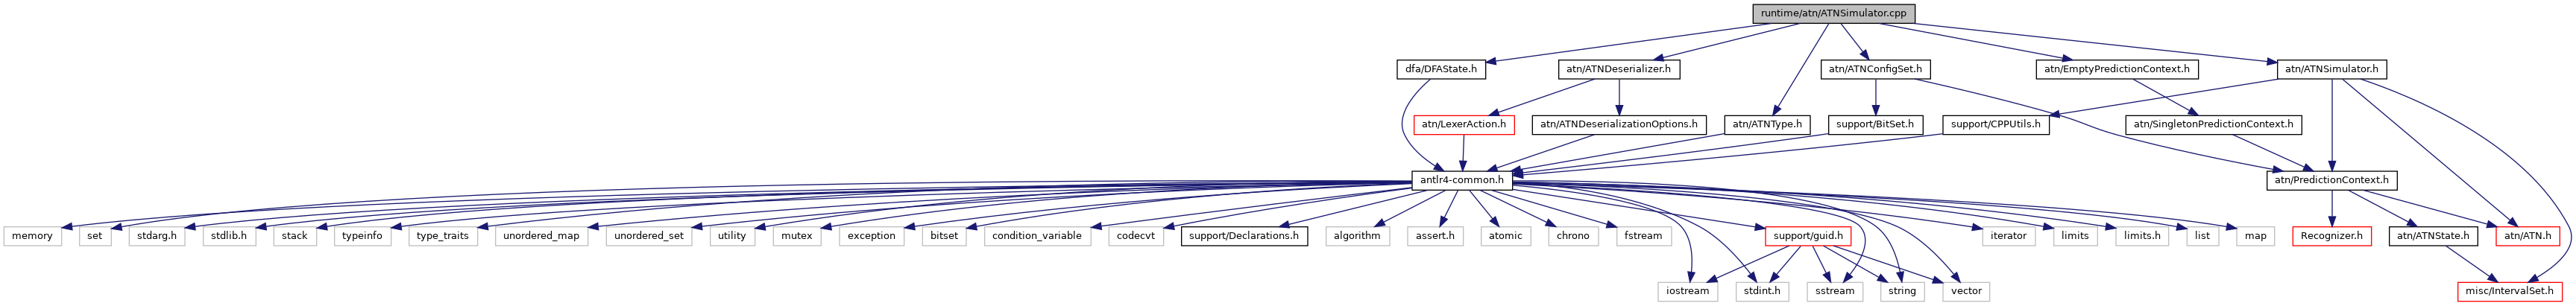 runtime/atn/ATNSimulator.cpp
dfa/DFAState.h
atn/ATNDeserializer.h
atn/ATNConfigSet.h
atn/EmptyPredictionContext.h
atn/ATNSimulator.h
atn/LexerAction.h
atn/ATNDeserializationOptions.h
atn/ATNType.h
support/BitSet.h
support/CPPUtils.h
atn/SingletonPredictionContext.h
antlr4-common.h
atn/PredictionContext.h
memory
set
stdarg.h
stdlib.h
stack
typeinfo
type_traits
unordered_map
unordered_set
utility
mutex
exception
bitset
condition_variable
codecvt
support/Declarations.h
algorithm
assert.h
atomic
chrono
fstream
support/guid.h
iterator
limits
limits.h
list
map
Recognizer.h
atn/ATNState.h
atn/ATN.h
iostream
stdint.h
sstream
string
vector
misc/IntervalSet.h